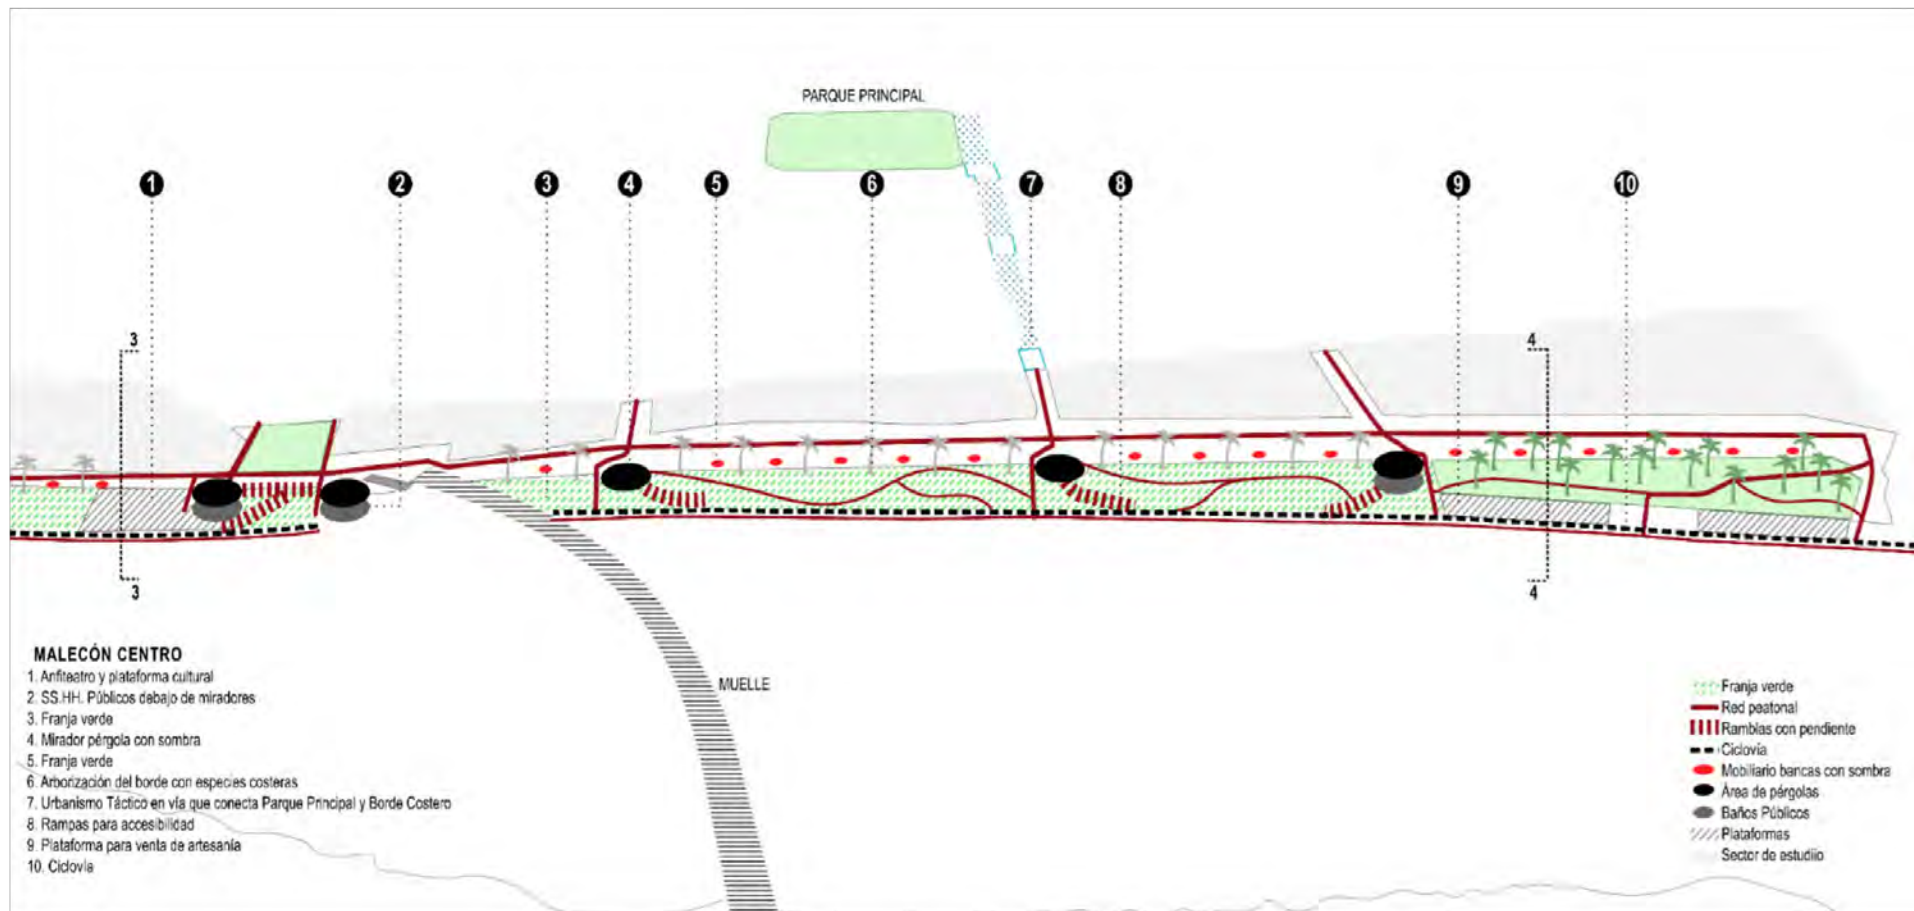 PARQUE PRINCIPAL
1 2 3 4 5 6 7 8 9 10
3 4
3 4
MUELLE
MALECÓN CENTRO
1. Anfiteatro y plataforma cultural
2. SS.HH. Públicos debajo de miradores
3. Franja verde
4. Mirador pérgola con sombra
5. Franja verde
6. Arborización del borde con especies costeras
7. Urbanismo Táctico en vía que conecta Parque Principal y Borde Costero
8. Rampas para accesibilidad
9. Plataforma para venta de artesanía
10. Ciclovía
Franja verde
Red peatonal
Ramblas con pendiente
Ciclovía
Mobiliario bancas con sombra
Área de pérgolas
Baños Públicos
Plataformas
Sector de estudiio